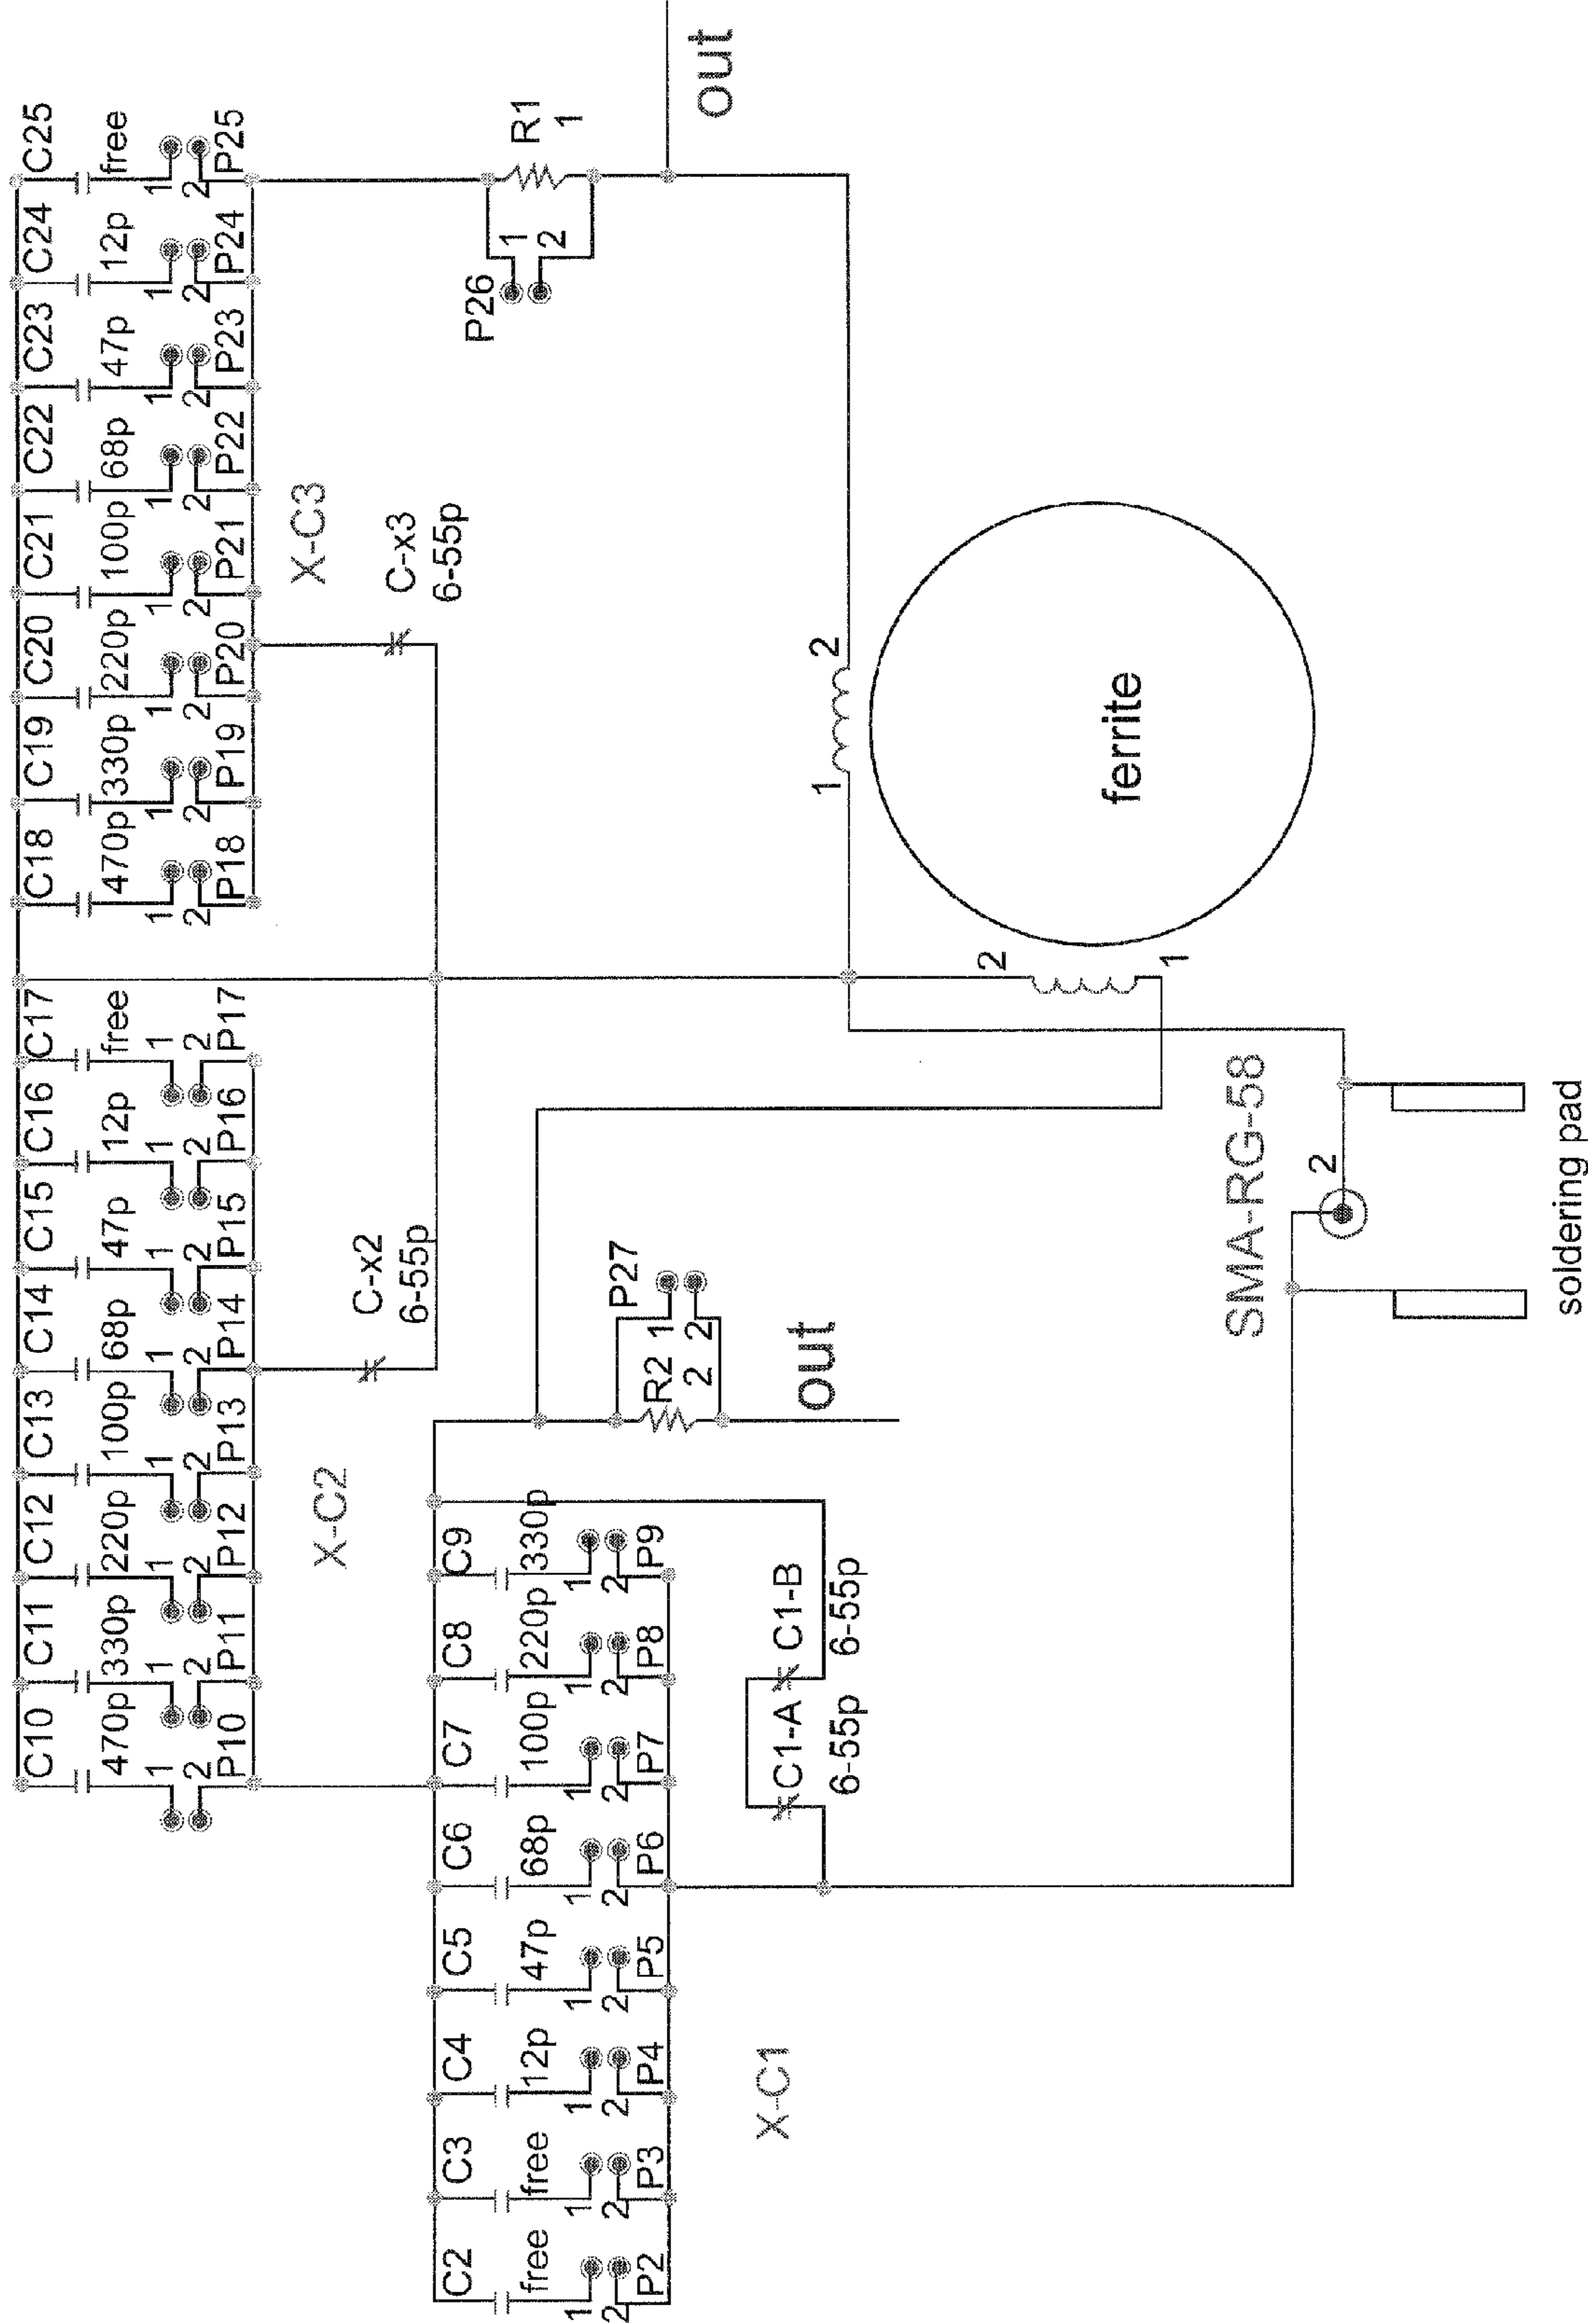 C10 C11 C12 C13 C14 C15 C16 C17 C18 C19 C20 C21 C22 C23 C24 C25
470p 330p 220p 100p 68p 47p 12p free 470p 330p 220p 100p 68p 47p 12p free
1 1 1 1 1 1 1 1 1 1 1 1 1 1 1 1
2 2 2 2 2 2 2 2 2 2 2 2 2 2 2 2
P10 P11 P12 P13 P14 P15 P16 P17 P18 P19 P20 P21 P22 P23 P24 P25
X-C2
X-C3
C-x2
6-55p
C-x3
6-55p
P26
1
2
R1
1
out
C2 C3 C4 C5 C6 C7 C8 C9
free free 12p 47p 68p 100p 220p 330p
1 1 1 1 1 1 1 1
2 2 2 2 2 2 2 2
P2 P3 P4 P5 P6 P7 P8 P9
X-C1
C1-A
6-55p
C1-B
6-55p
P27
R2
2
1
2
out
1
2
2
1
ferrite
SMA-RG-58
2
soldering pad